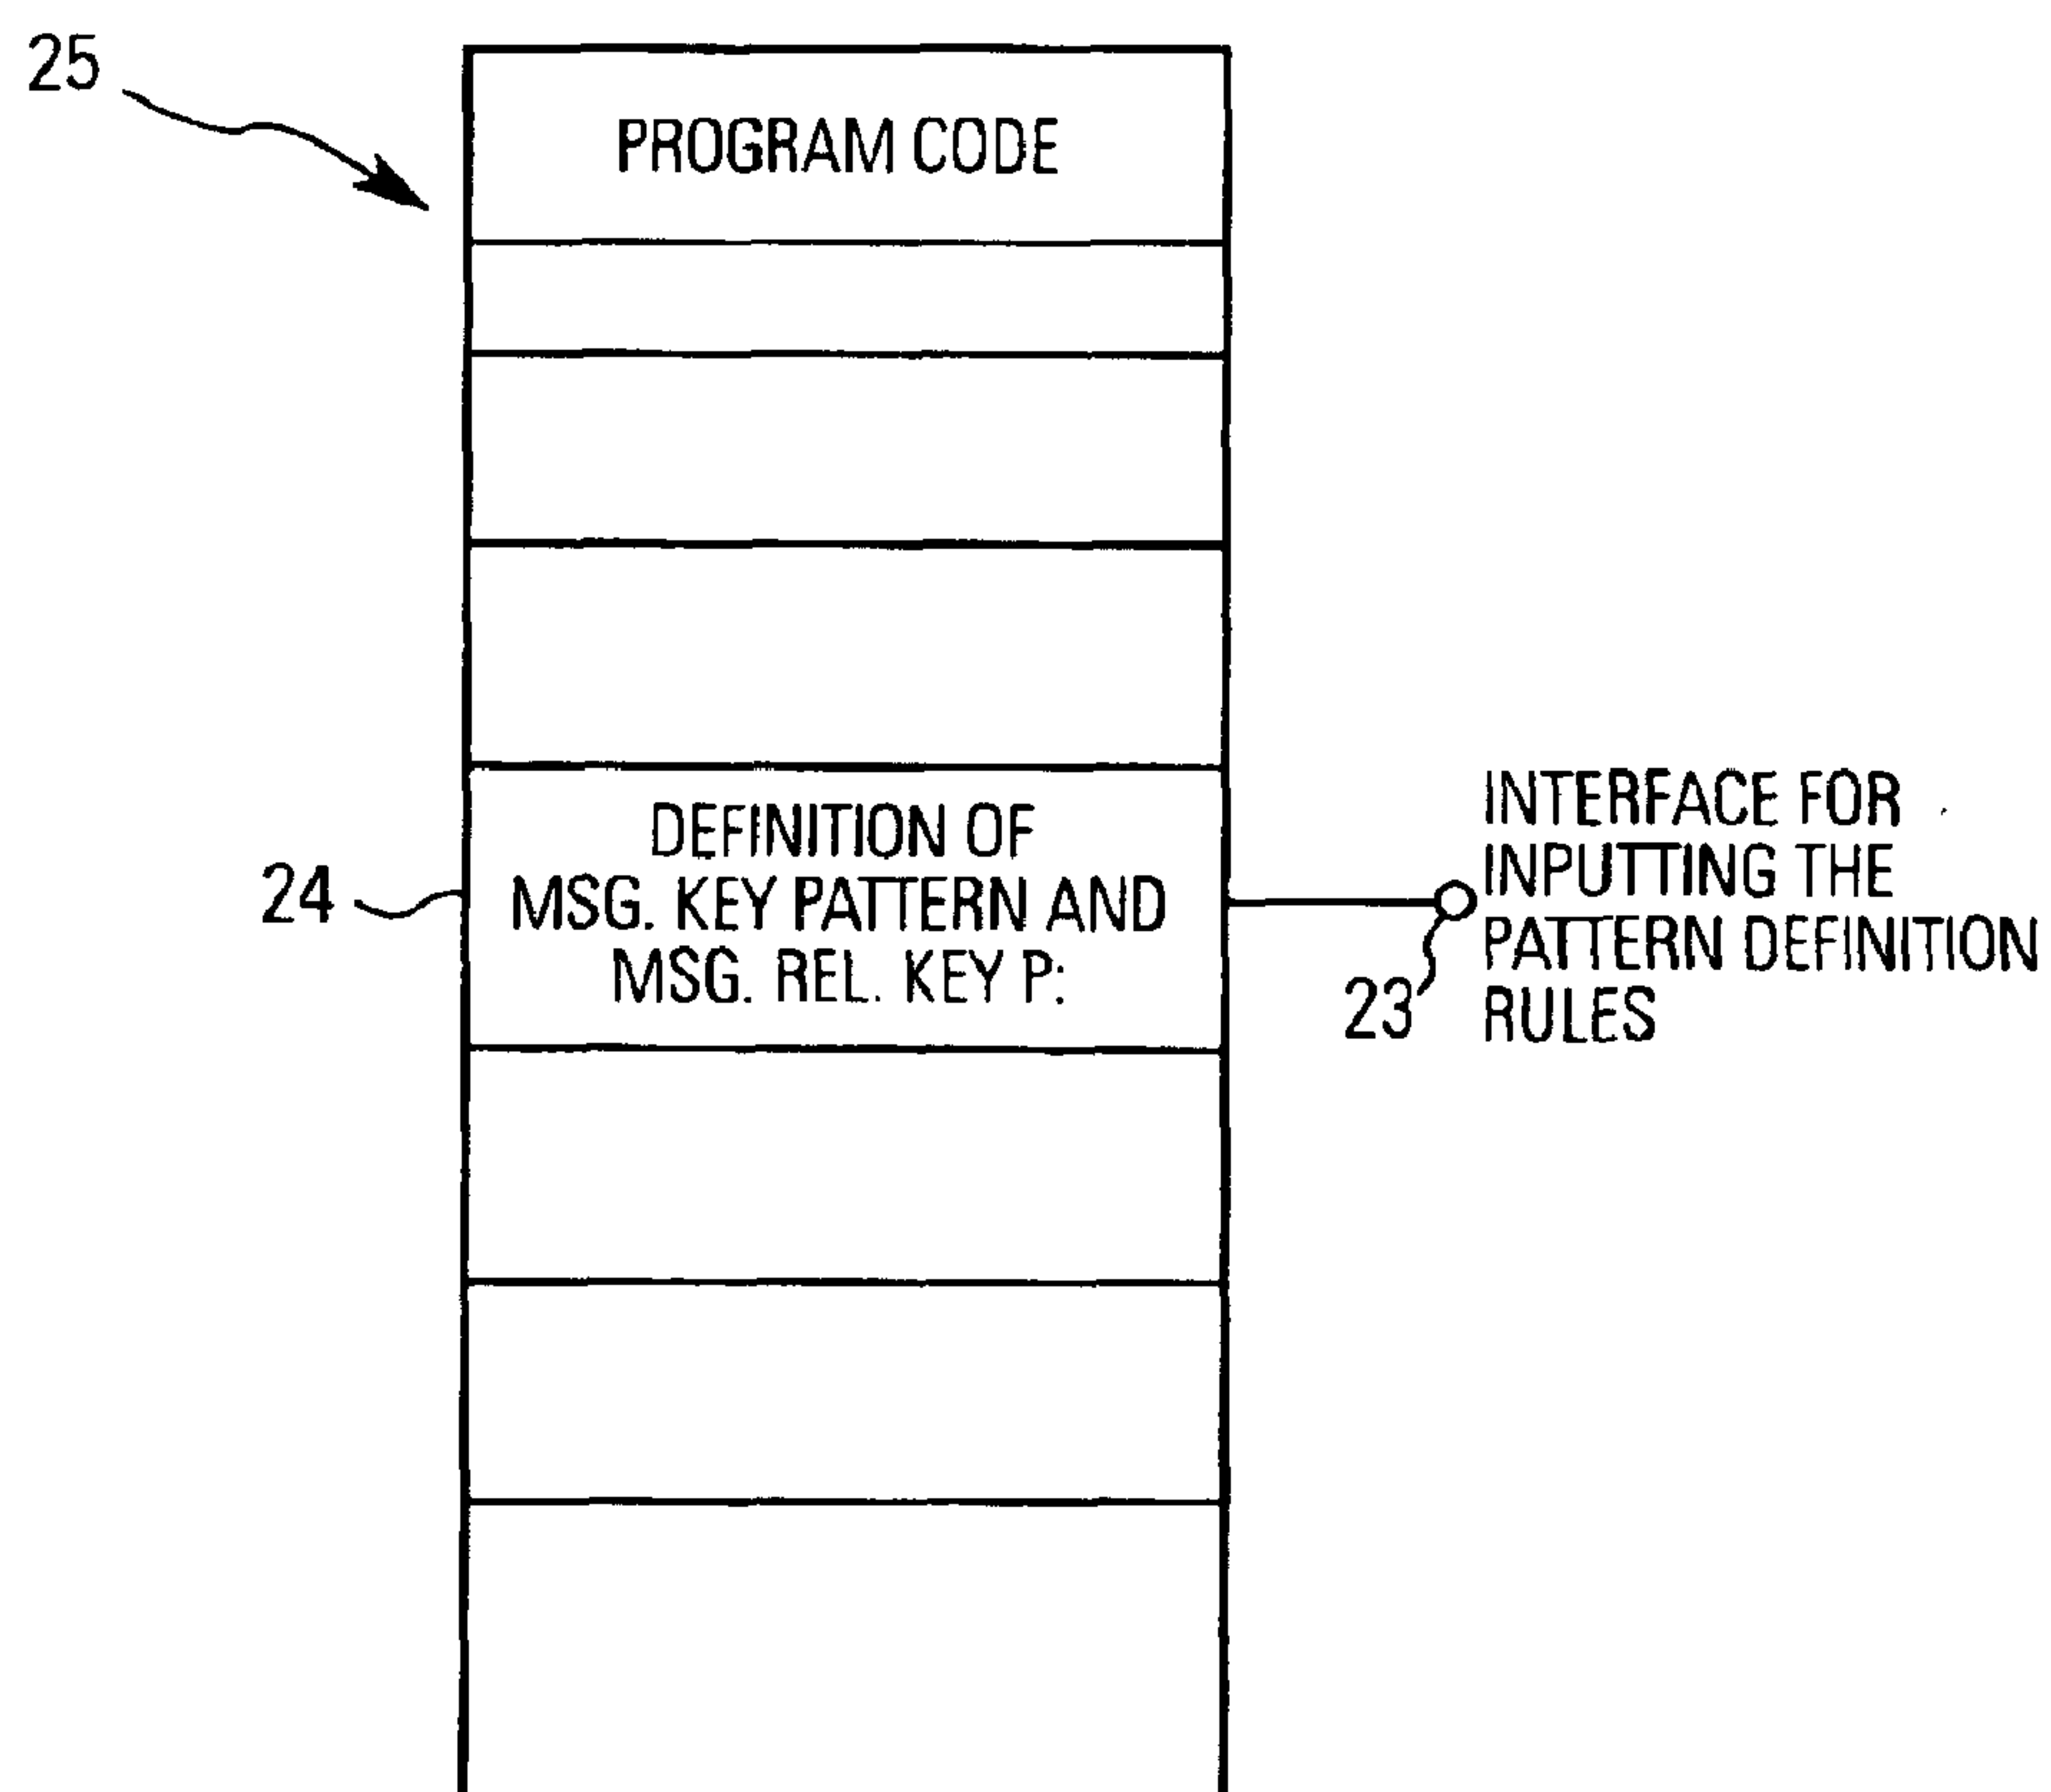 25
PROGRAM CODE
DEFINITION OF
MSG. KEY PATTERN AND
MSG. REL. KEY P:
24
INTERFACE FOR
INPUTTING THE
PATTERN DEFINITION
RULES
23